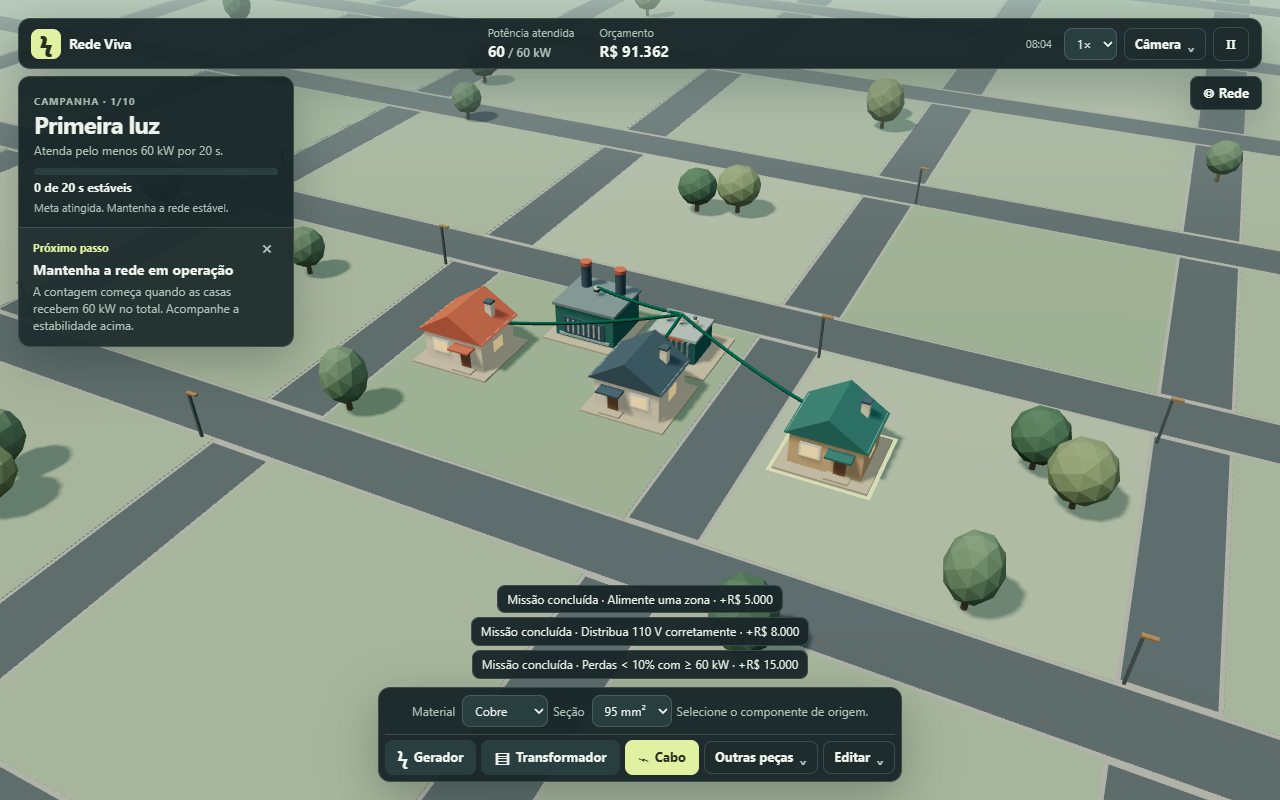 Rede Viva
Potência atendida
60 / 60 kW
Orçamento
R$ 91.362
08:04
1×
Câmera
Rede
CAMPANHA · 1/10
Primeira luz
Atenda pelo menos 60 kW por 20 s.
0 de 20 s estáveis
Meta atingida. Mantenha a rede estável.
Próximo passo
Mantenha a rede em operação
A contagem começa quando as casas
recebem 60 kW no total. Acompanhe a
estabilidade acima.
Missão concluída · Alimente uma zona · +R$ 5.000
Missão concluída · Distribua 110 V corretamente · +R$ 8.000
Missão concluída · Perdas < 10% com ≥ 60 kW · +R$ 15.000
Material Cobre Seção 95 mm² Selecione o componente de origem.
Gerador Transformador Cabo Outras peças Editar